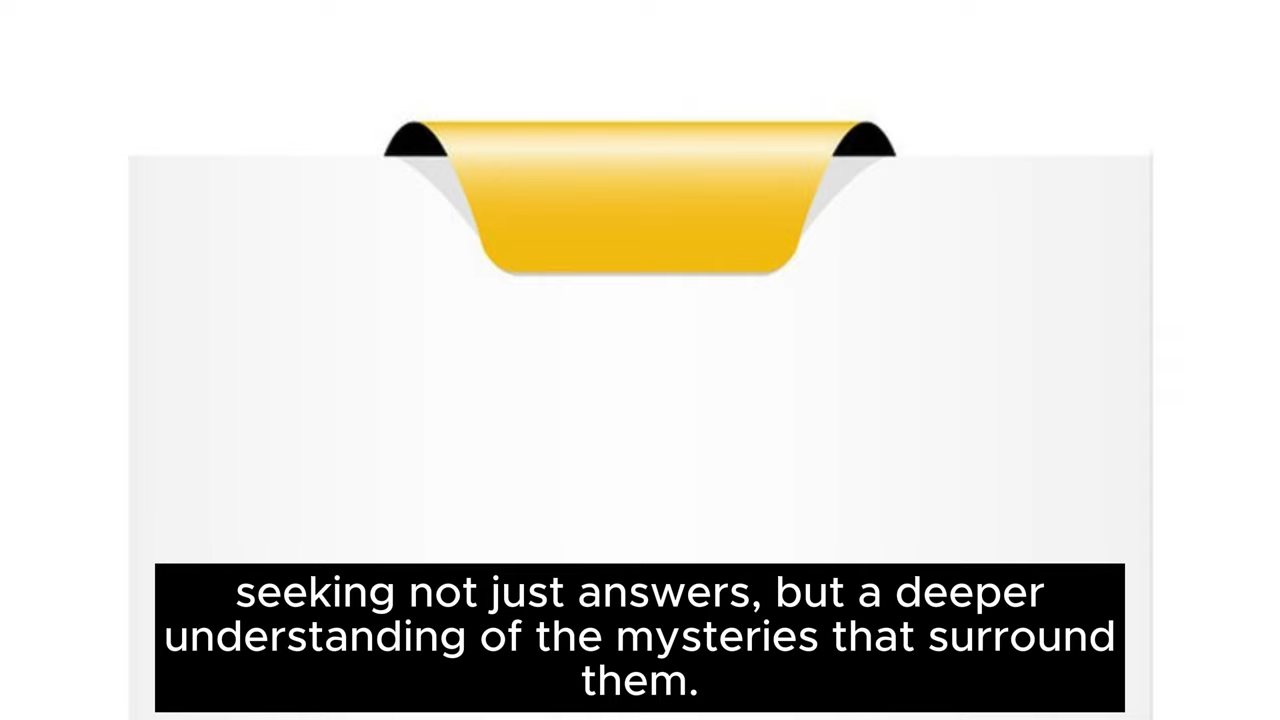 seeking not just answers, but a deeper
understanding of the mysteries that surround
them.